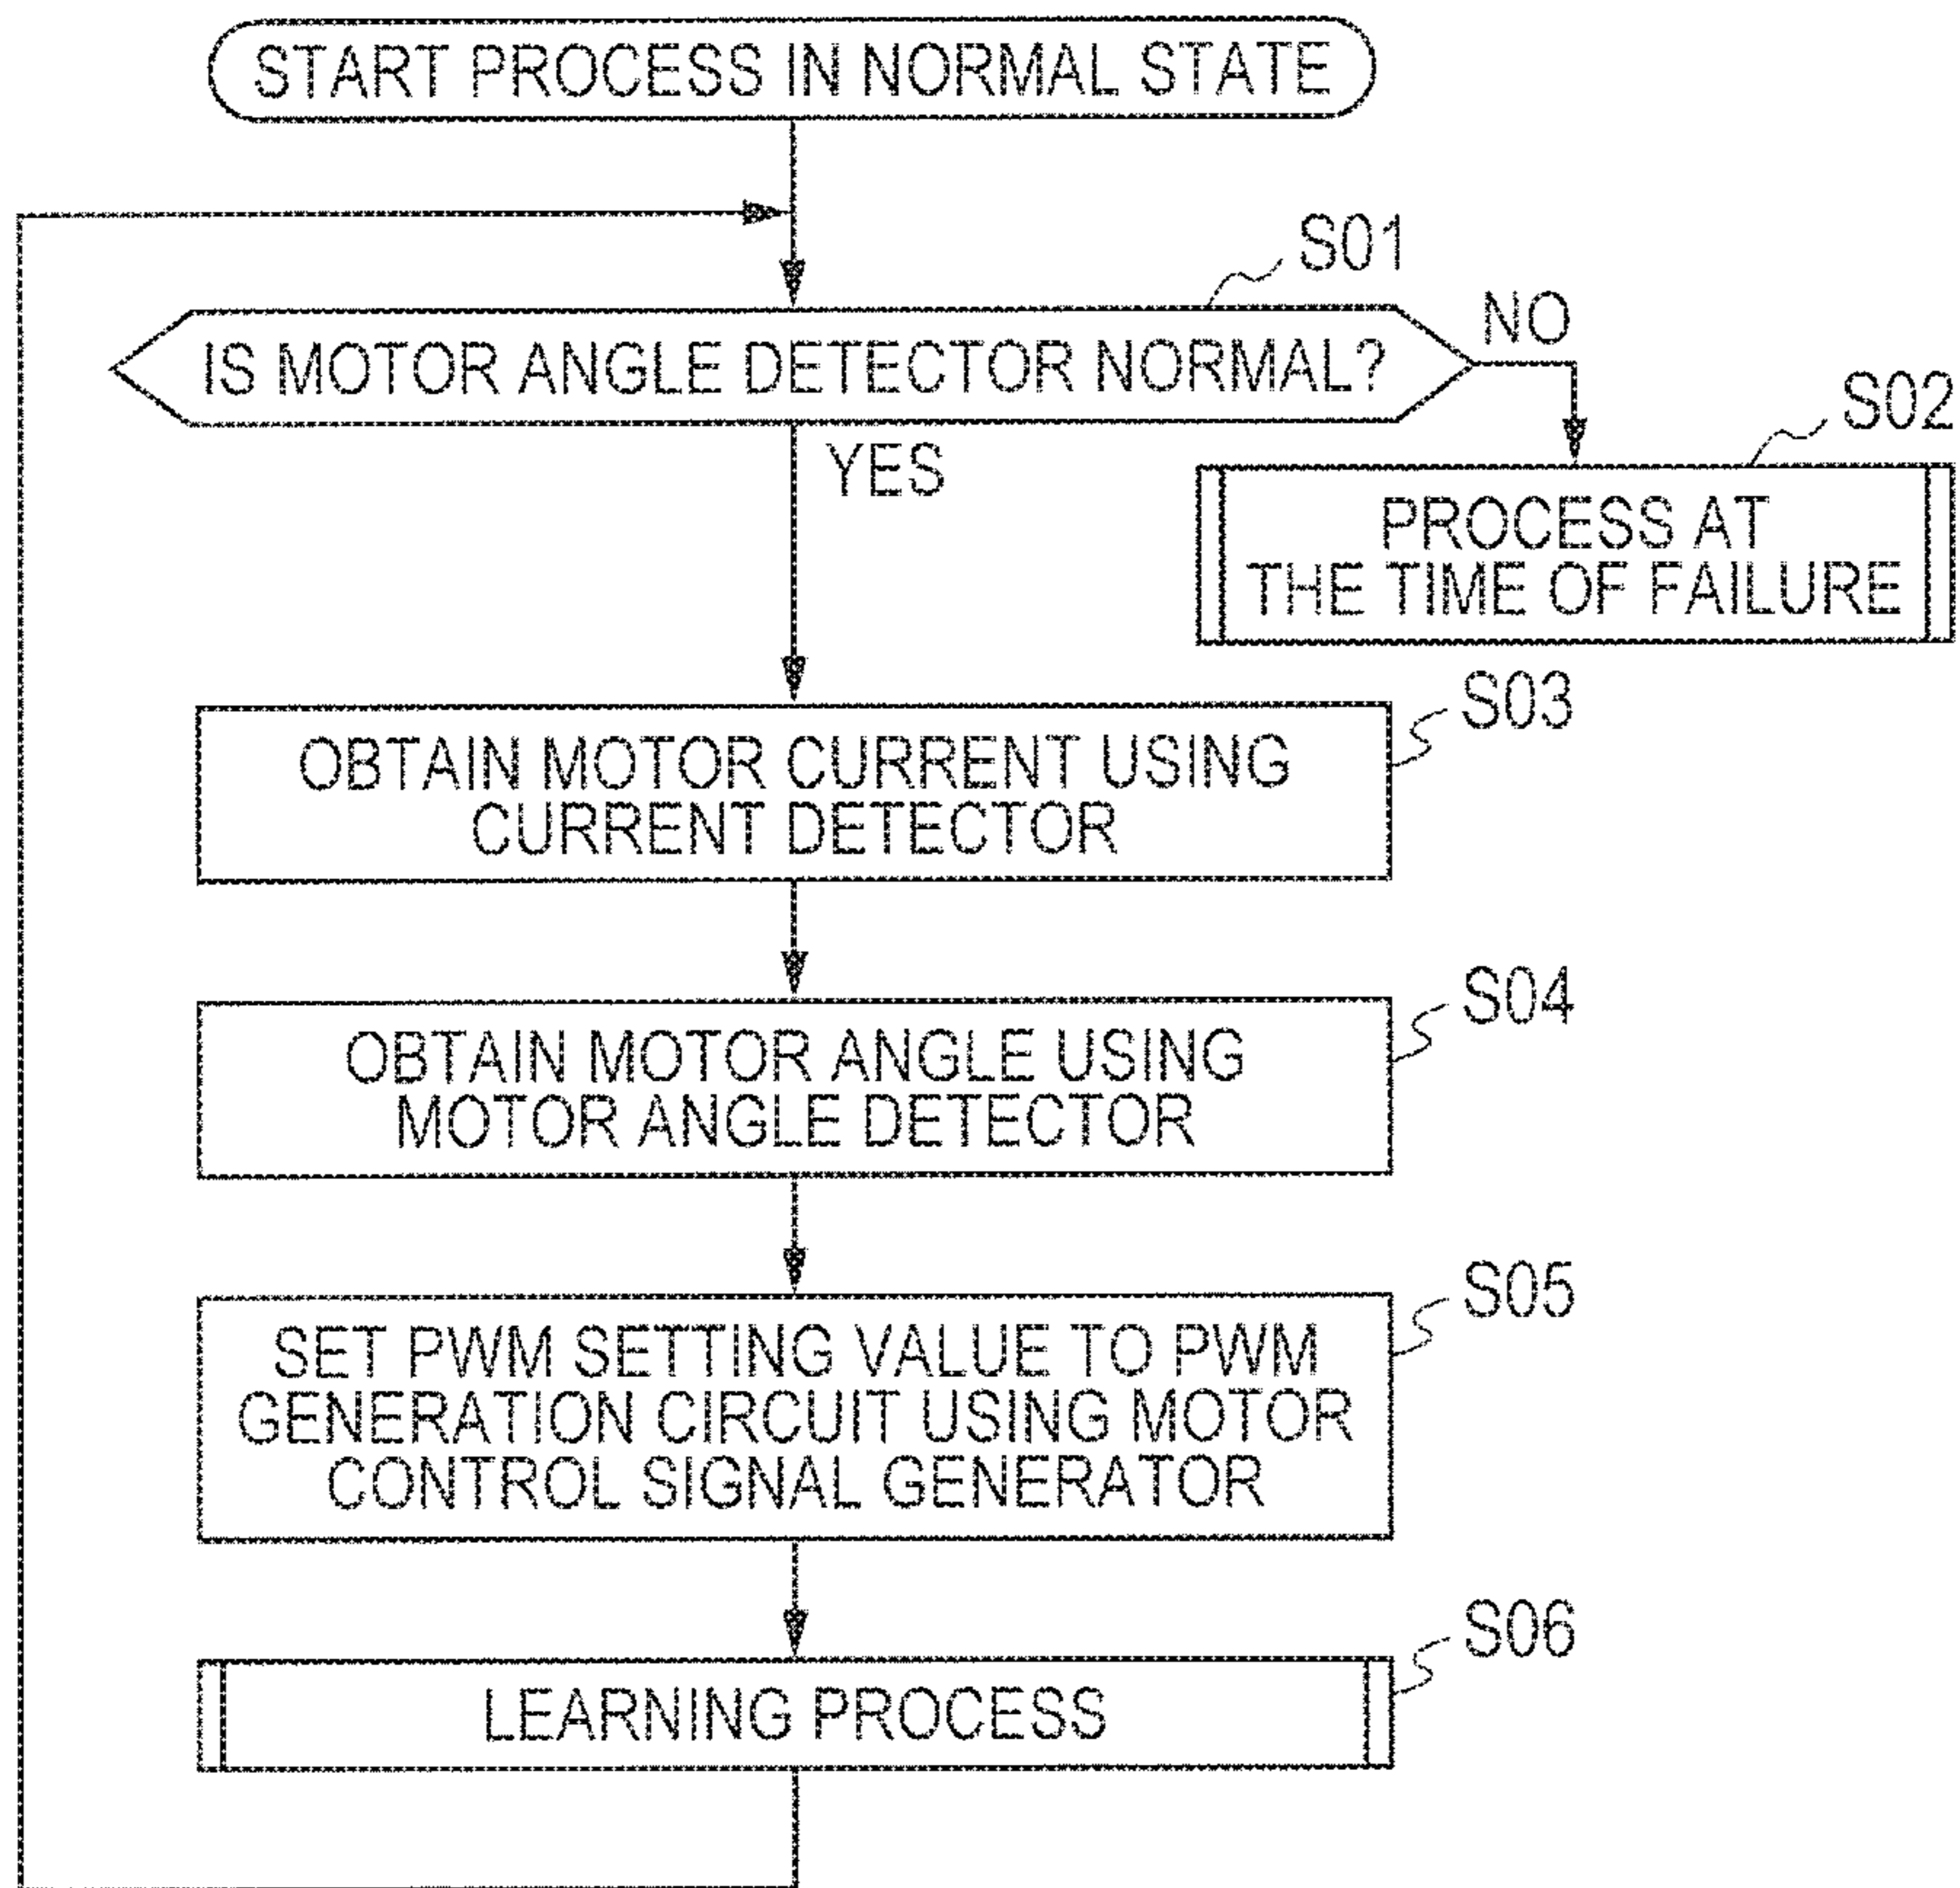 START PROCESS IN NORMAL STATE
S01
IS MOTOR ANGLE DETECTOR NORMAL?
NO
YES
S02
PROCESS AT
THE TIME OF FAILURE
S03
OBTAIN MOTOR CURRENT USING
CURRENT DETECTOR
S04
OBTAIN MOTOR ANGLE USING
MOTOR ANGLE DETECTOR
S05
SET PWM SETTING VALUE TO PWM
GENERATION CIRCUIT USING MOTOR
CONTROL SIGNAL GENERATOR
S06
LEARNING PROCESS